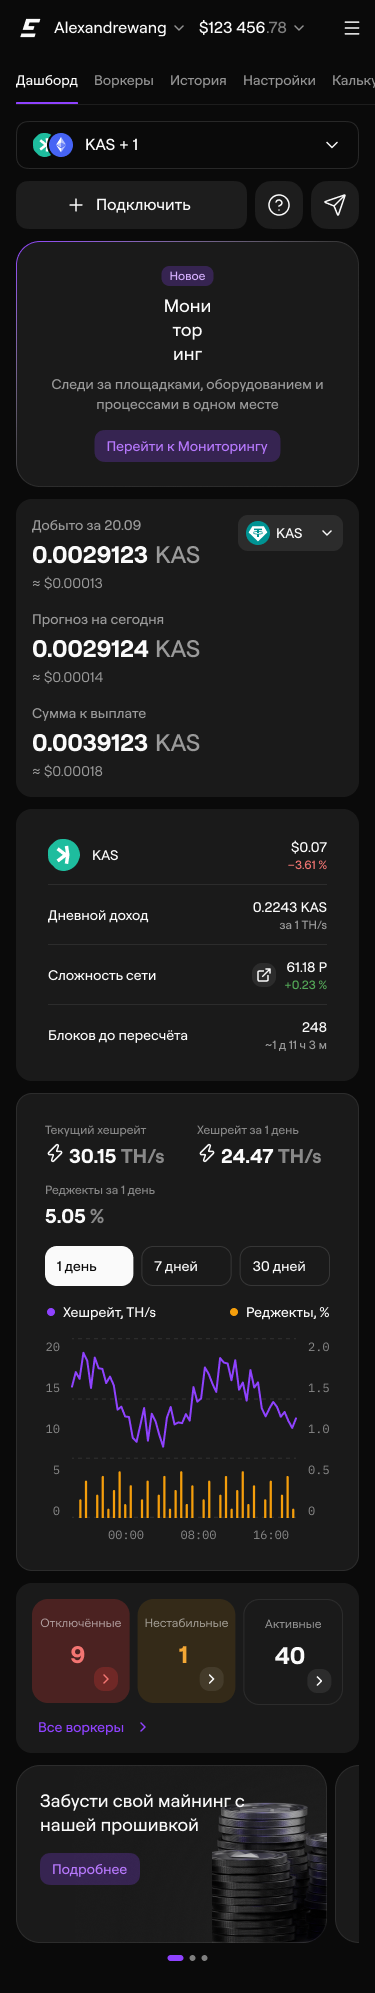 Alexandrewang $123 456.78
Дашборд Воркеры История Настройки Кальку
KAS + 1
Подключить
Новое
Мони
тор
инг
Следи за площадками, оборудованием и
процессами в одном месте
Перейти к Мониторингу
Добыто за 20.09
KAS
0.0029123 KAS
≈ $0.00013
Прогноз на сегодня
0.0029124 KAS
≈ $0.00014
Сумма к выплате
0.0039123 KAS
≈ $0.00018
KAS $0.07
−3.61 %
Дневной доход 0.2243 KAS
за 1 TH/s
Сложность сети 61.18 P
+0.23 %
Блоков до пересчёта 248
~1 д 11 ч 3 м
Текущий хешрейт Хешрейт за 1 день
30.15 TH/s 24.47 TH/s
Реджекты за 1 день
5.05 %
1 день 7 дней 30 дней
Хешрейт, TH/s Реджекты, %
20 2.0
15 1.5
10 1.0
5 0.5
0 0
00:00 08:00 16:00
Отключённые Нестабильные Активные
9 1 40
Все воркеры
Забусти свой майнинг с
нашей прошивкой
Подробнее